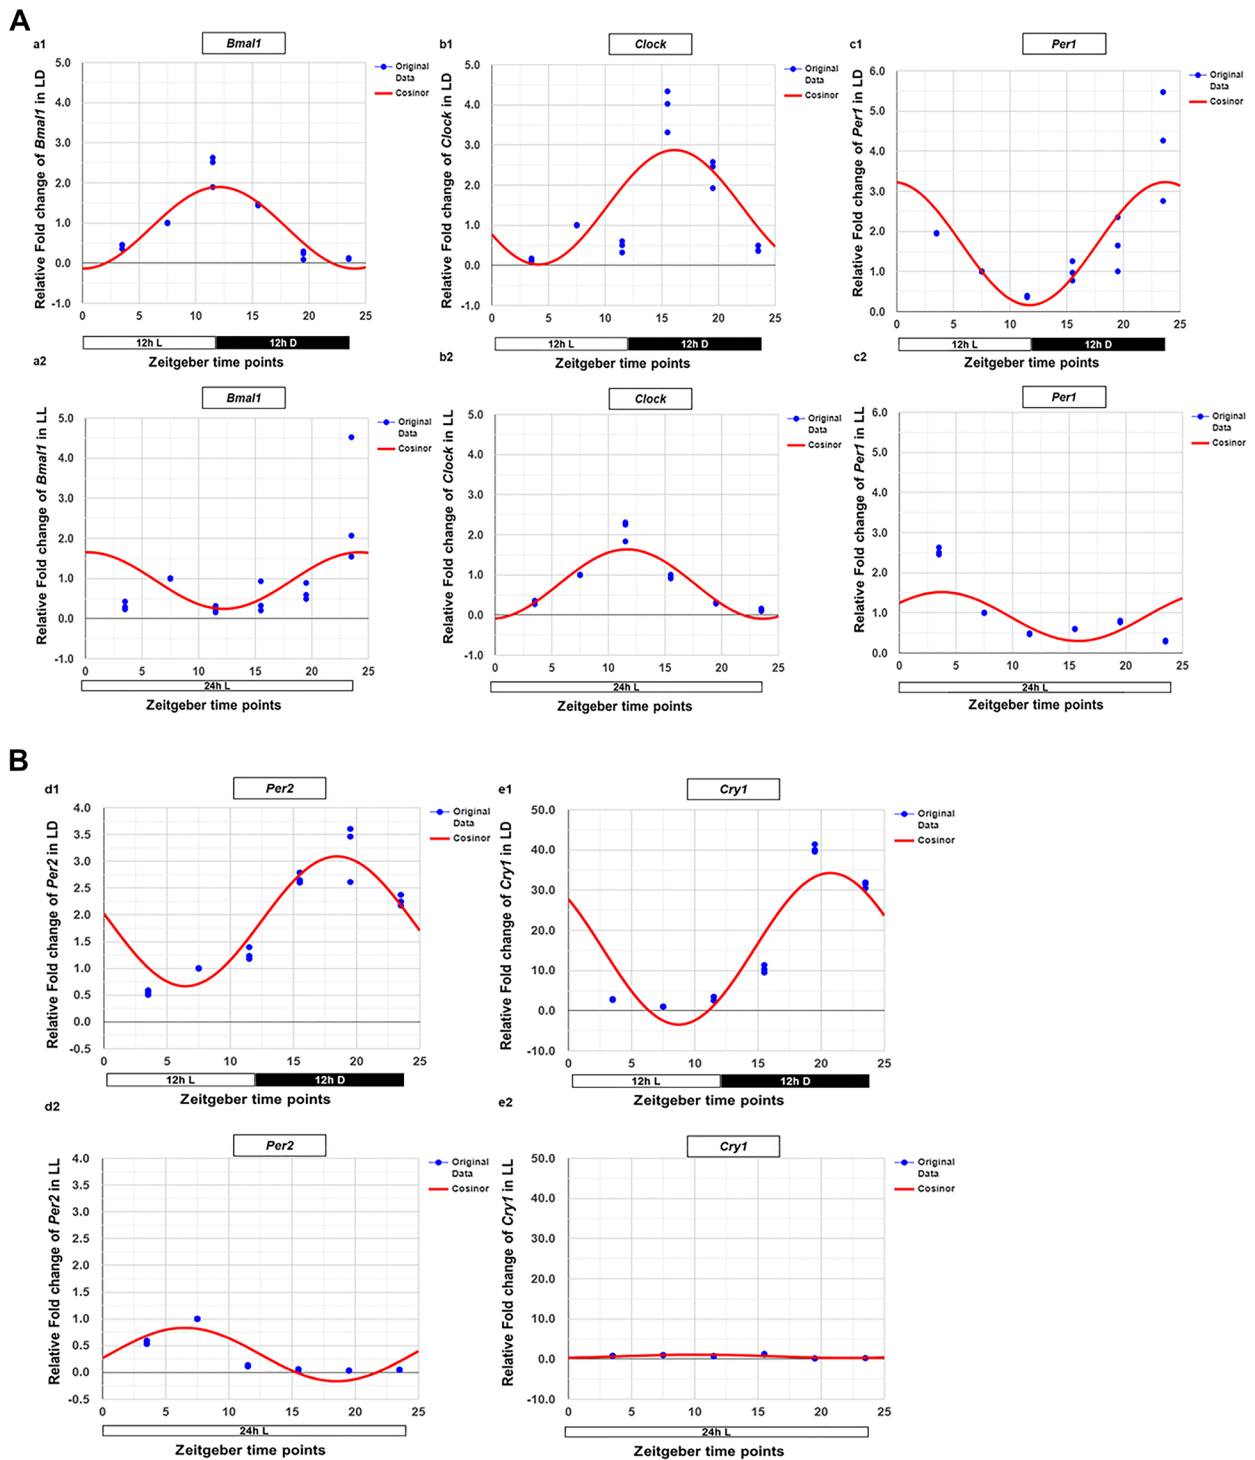 A
a1
Bmal1
Relative Fold change of Bmal1 in LD
5.0
4.0
3.0
2.0
1.0
0.0
-1.0
0 5 10 15 20 25
Original
Data
Cosinor
12h L 12h D
Zeitgeber time points
b1
Clock
Relative Fold change of Clock in LD
5.0
4.0
3.0
2.0
1.0
0.0
-1.0
0 5 10 15 20 25
Original
Data
Cosinor
12h L 12h D
Zeitgeber time points
c1
Per1
Relative Fold change of Per1 in LD
6.0
5.0
4.0
3.0
2.0
1.0
0.0
0 5 10 15 20 25
Original
Data
Cosinor
12h L 12h D
Zeitgeber time points
a2
Bmal1
Relative Fold change of Bmal1 in LL
5.0
4.0
3.0
2.0
1.0
0.0
-1.0
0 5 10 15 20 25
Original
Data
Cosinor
24h L
Zeitgeber time points
b2
Clock
Relative Fold change of Clock in LL
5.0
4.0
3.0
2.0
1.0
0.0
-1.0
0 5 10 15 20 25
Original
Data
Cosinor
24h L
Zeitgeber time points
c2
Per1
Relative Fold change of Per1 in LL
6.0
5.0
4.0
3.0
2.0
1.0
0.0
0 5 10 15 20 25
Original
Data
Cosinor
24h L
Zeitgeber time points
B
d1
Per2
Relative Fold change of Per2 in LD
4.0
3.5
3.0
2.5
2.0
1.5
1.0
0.5
0.0
-0.5
0 5 10 15 20 25
Original
Data
Cosinor
12h L 12h D
Zeitgeber time points
e1
Cry1
Relative Fold change of Cry1 in LD
50.0
40.0
30.0
20.0
10.0
0.0
-10.0
0 5 10 15 20 25
Original
Data
Cosinor
12h L 12h D
Zeitgeber time points
d2
Per2
Relative Fold change of Per2 in LL
4.0
3.5
3.0
2.5
2.0
1.5
1.0
0.5
0.0
-0.5
0 5 10 15 20 25
Original
Data
Cosinor
24h L
Zeitgeber time points
e2
Cry1
Relative Fold change of Cry1 in LL
50.0
40.0
30.0
20.0
10.0
0.0
-10.0
0 5 10 15 20 25
Original
Data
Cosinor
24h L
Zeitgeber time points